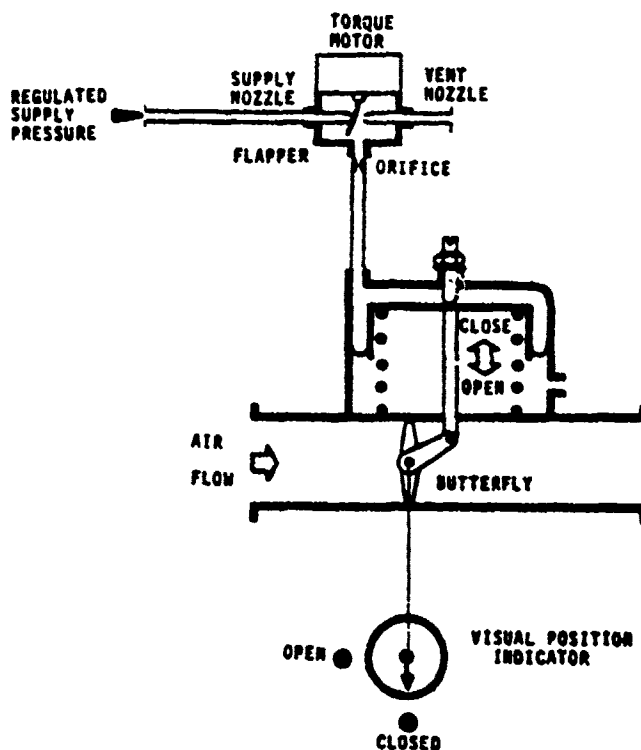 TORQUE
MOTOR
SUPPLY
NOZZLE
VENT
NOZZLE
REGULATED
SUPPLY
PRESSURE
FLAPPER
ORIFICE
CLOSE
OPEN
AIR
FLOW
BUTTERFLY
OPEN
VISUAL POSITION
INDICATOR
CLOSED